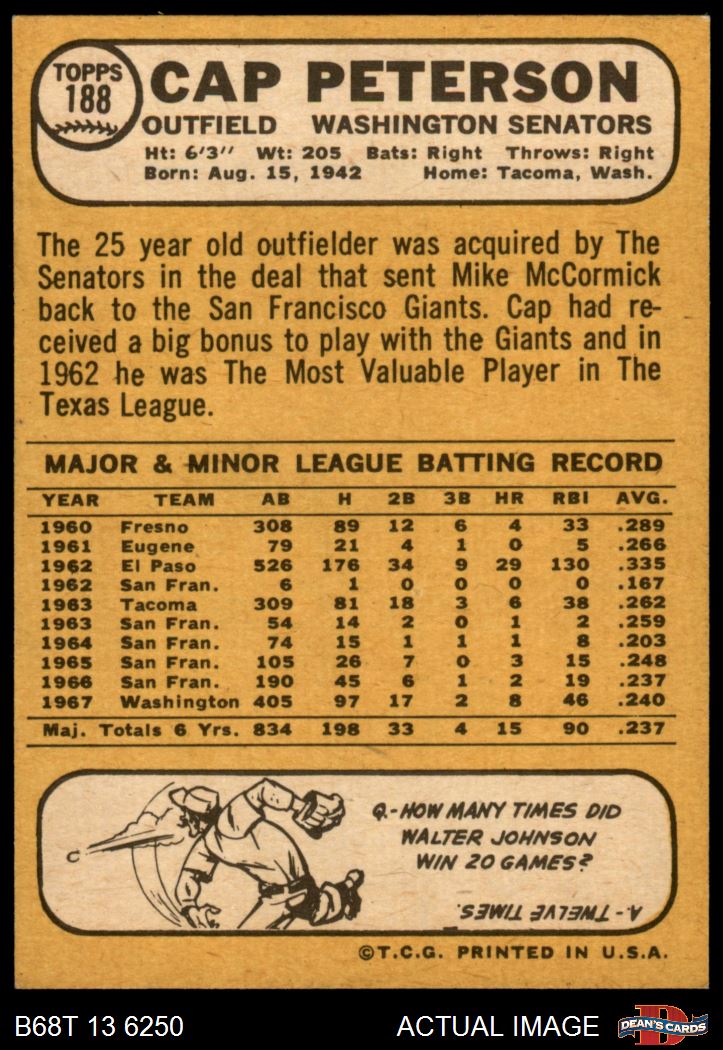 TOPPS
188
CAP PETERSON
OUTFIELD WASHINGTON SENATORS
Ht: 6'3" Wt: 205 Bats: Right Throws: Right
Born: Aug. 15, 1942 Home: Tacoma, Wash.
The 25 year old outfielder was acquired by The
Senators in the deal that sent Mike McCormick
back to the San Francisco Giants. Cap had re-
ceived a big bonus to play with the Giants and in
1962 he was The Most Valuable Player in The
Texas League.
MAJOR & MINOR LEAGUE BATTING RECORD
YEAR TEAM AB H 2B 3B HR RBI AVG.
1960 Fresno 308 89 12 6 4 33 .289
1961 Eugene 79 21 4 1 0 5 .266
1962 El Paso 526 176 34 9 29 130 .335
1962 San Fran. 6 1 0 0 0 0 .167
1963 Tacoma 309 81 18 3 6 38 .262
1963 San Fran. 54 14 2 0 1 2 .259
1964 San Fran. 74 15 1 1 1 8 .203
1965 San Fran. 105 26 7 0 3 15 .248
1966 San Fran. 190 45 6 1 2 19 .237
1967 Washington 405 97 17 2 8 46 .240
Maj. Totals 6 Yrs. 834 198 33 4 15 90 .237
Q.-HOW MANY TIMES DID
WALTER JOHNSON
WIN 20 GAMES?
A-TWELVE TIMES.
©T.C.G. PRINTED IN U.S.A.
B68T 13 6250 ACTUAL IMAGE
D
DEAN'S CARDS